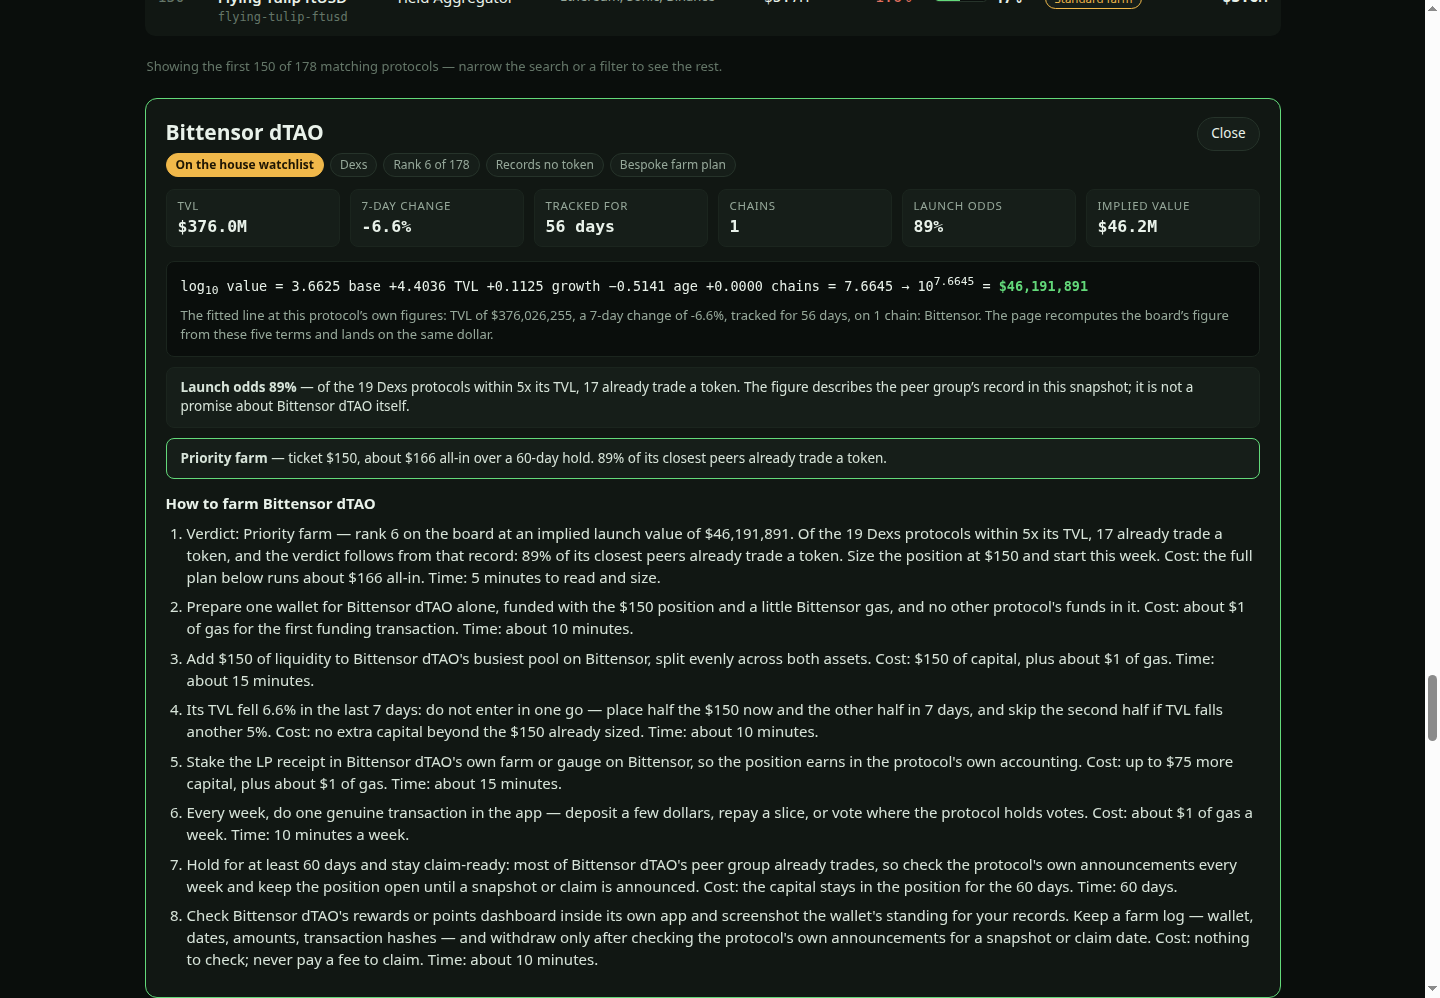 flying-tulip-ftusd
Showing the first 150 of 178 matching protocols — narrow the search or a filter to see the rest.
Bittensor dTAO
Close
On the house watchlist
Dexs
Rank 6 of 178
Records no token
Bespoke farm plan
TVL
$376.0M
7-DAY CHANGE
-6.6%
TRACKED FOR
56 days
CHAINS
1
LAUNCH ODDS
89%
IMPLIED VALUE
$46.2M
log10 value = 3.6625 base +4.4036 TVL +0.1125 growth −0.5141 age +0.0000 chains = 7.6645 → 10^7.6645 = $46,191,891
The fitted line at this protocol’s own figures: TVL of $376,026,255, a 7-day change of -6.6%, tracked for 56 days, on 1 chain: Bittensor. The page recomputes the board’s figure
from these five terms and lands on the same dollar.
Launch odds 89% — of the 19 Dexs protocols within 5x its TVL, 17 already trade a token. The figure describes the peer group’s record in this snapshot; it is not a
promise about Bittensor dTAO itself.
Priority farm — ticket $150, about $166 all-in over a 60-day hold. 89% of its closest peers already trade a token.
How to farm Bittensor dTAO
1. Verdict: Priority farm — rank 6 on the board at an implied launch value of $46,191,891. Of the 19 Dexs protocols within 5x its TVL, 17 already trade a
token, and the verdict follows from that record: 89% of its closest peers already trade a token. Size the position at $150 and start this week. Cost: the full
plan below runs about $166 all-in. Time: 5 minutes to read and size.
2. Prepare one wallet for Bittensor dTAO alone, funded with the $150 position and a little Bittensor gas, and no other protocol's funds in it. Cost: about $1
of gas for the first funding transaction. Time: about 10 minutes.
3. Add $150 of liquidity to Bittensor dTAO's busiest pool on Bittensor, split evenly across both assets. Cost: $150 of capital, plus about $1 of gas. Time:
about 15 minutes.
4. Its TVL fell 6.6% in the last 7 days: do not enter in one go — place half the $150 now and the other half in 7 days, and skip the second half if TVL falls
another 5%. Cost: no extra capital beyond the $150 already sized. Time: about 10 minutes.
5. Stake the LP receipt in Bittensor dTAO's own farm or gauge on Bittensor, so the position earns in the protocol's own accounting. Cost: up to $75 more
capital, plus about $1 of gas. Time: about 15 minutes.
6. Every week, do one genuine transaction in the app — deposit a few dollars, repay a slice, or vote where the protocol holds votes. Cost: about $1 of gas a
week. Time: 10 minutes a week.
7. Hold for at least 60 days and stay claim-ready: most of Bittensor dTAO's peer group already trades, so check the protocol's own announcements every
week and keep the position open until a snapshot or claim is announced. Cost: the capital stays in the position for the 60 days. Time: 60 days.
8. Check Bittensor dTAO's rewards or points dashboard inside its own app and screenshot the wallet's standing for your records. Keep a farm log — wallet,
dates, amounts, transaction hashes — and withdraw only after checking the protocol's own announcements for a snapshot or claim date. Cost: nothing
to check; never pay a fee to claim. Time: about 10 minutes.